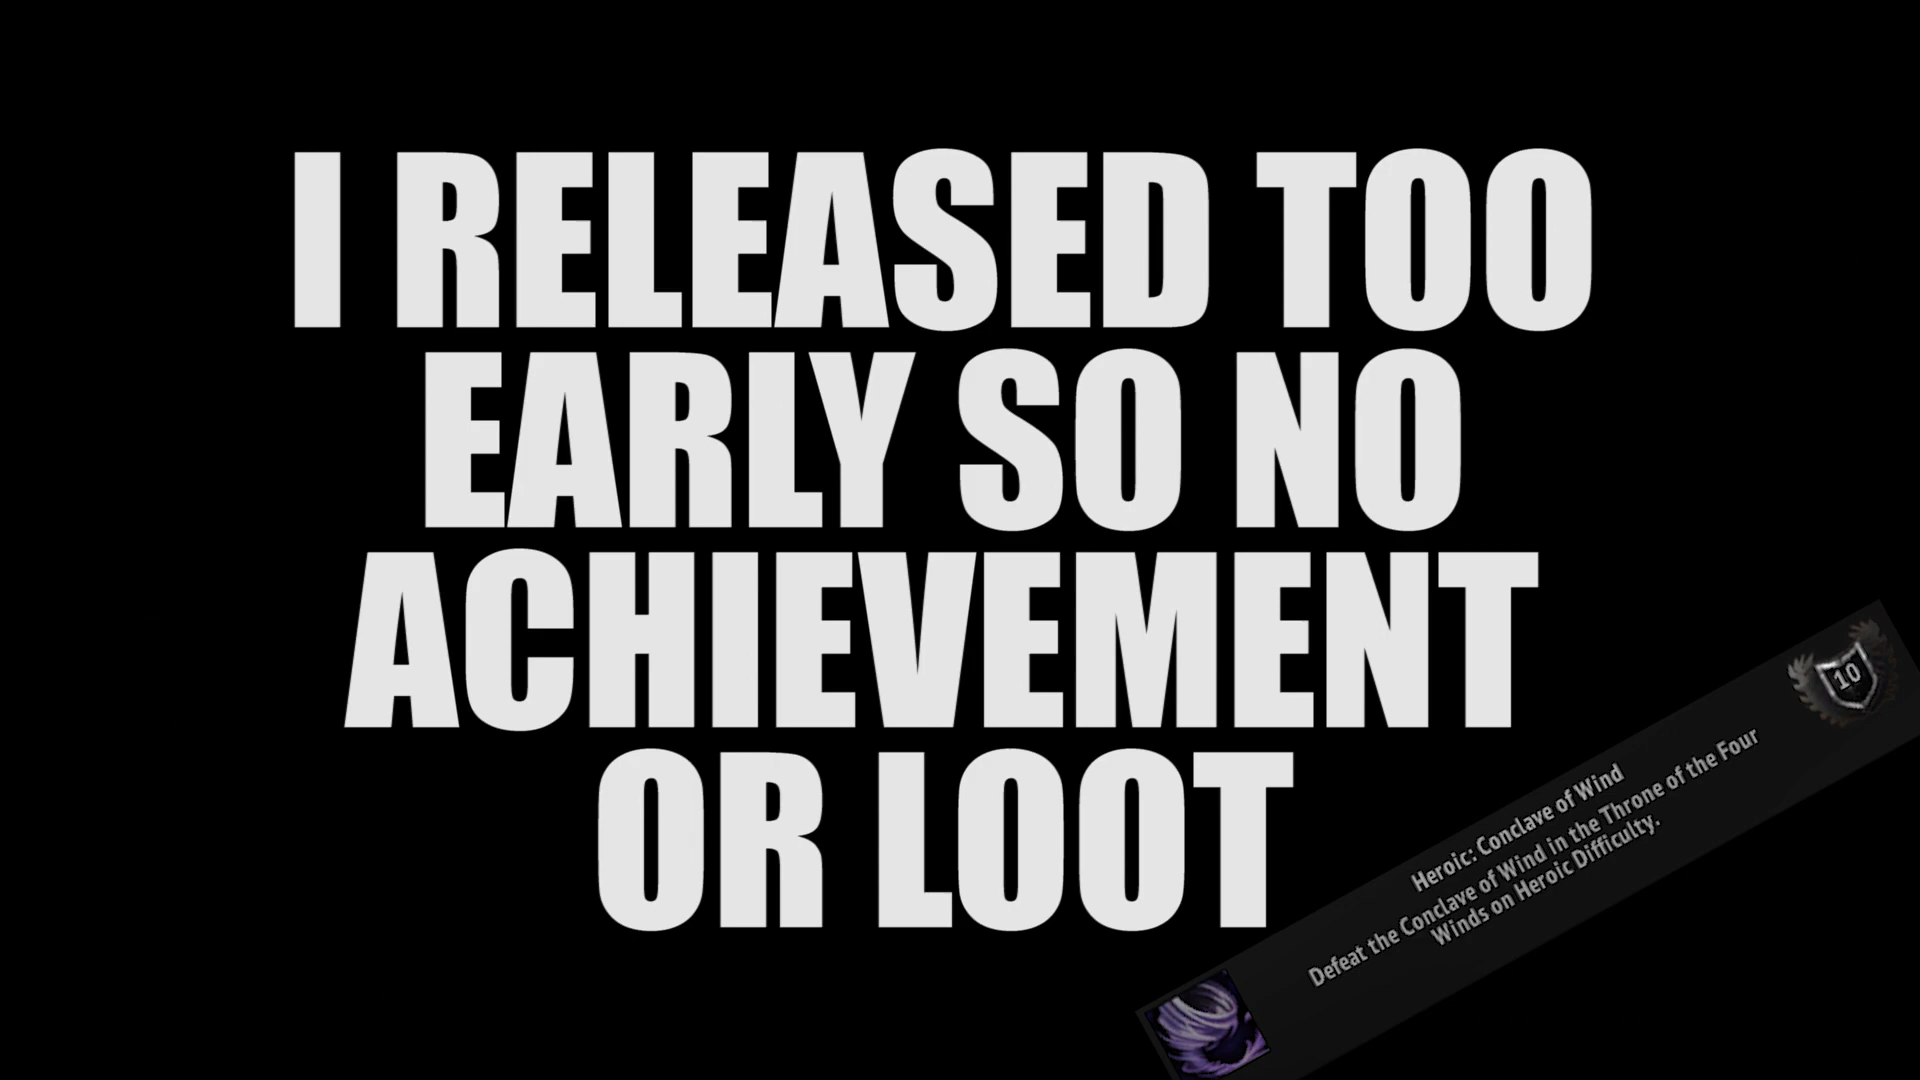 I RELEASED TOO
EARLY SO NO
ACHIEVEMENT
OR LOOT
10
Heroic: Conclave of Wind
Defeat the Conclave of Wind in the Throne of the Four
Winds on Heroic Difficulty.